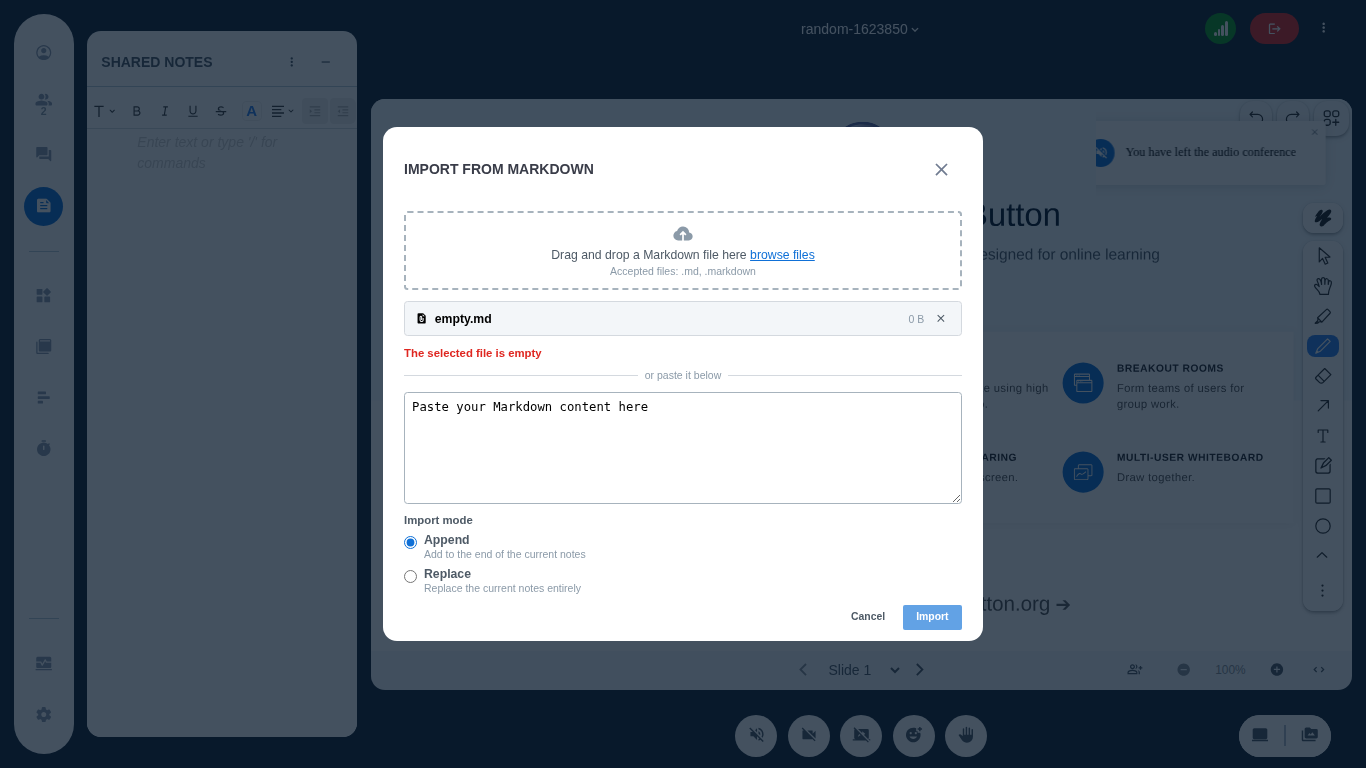 random-1623850
SHARED NOTES
2
Enter text or type '/' for
commands
You have left the audio conference
IMPORT FROM MARKDOWN
Drag and drop a Markdown file here browse files
Accepted files: .md, .markdown
empty.md
0 B
The selected file is empty
or paste it below
Paste your Markdown content here
Import mode
Append
Add to the end of the current notes
Replace
Replace the current notes entirely
Cancel
Import
Button
designed for online learning
using high
BREAKOUT ROOMS
Form teams of users for
group work.
screen.
MULTI-USER WHITEBOARD
Draw together.
tton.org →
Slide 1
100%